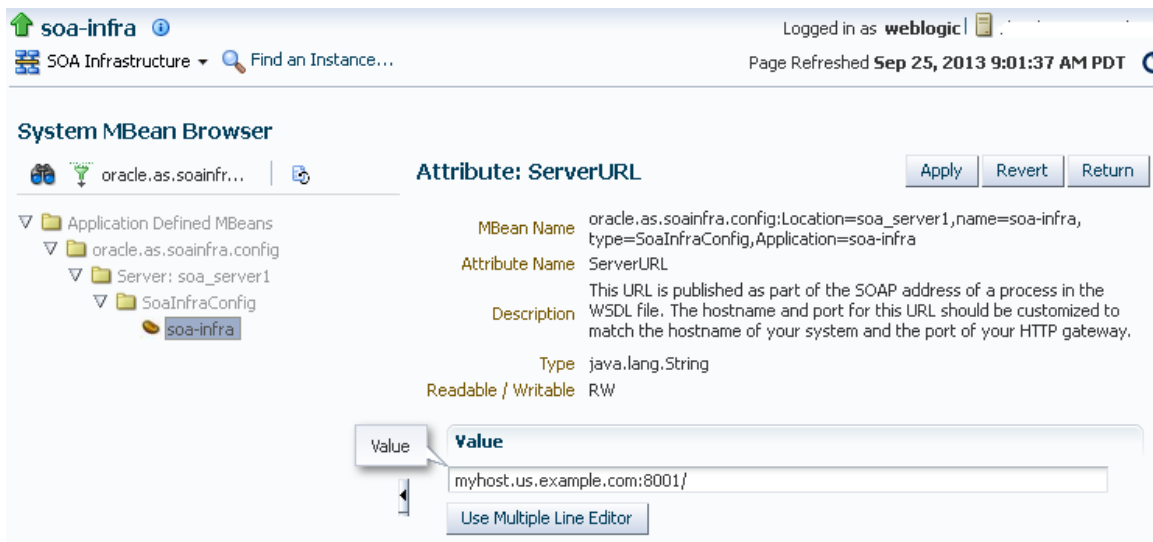 soa-infra
Logged in as weblogic|
SOA Infrastructure Find an Instance...
Page Refreshed Sep 25, 2013 9:01:37 AM PDT
System MBean Browser
oracle.as.soainfr...
Application Defined MBeans
oracle.as.soainfra.config
Server: soa_server1
SoaInfraConfig
soa-infra
Attribute: ServerURL
Apply Revert Return
MBean Name oracle.as.soainfra.config:Location=soa_server1,name=soa-infra,
type=SoaInfraConfig,Application=soa-infra
Attribute Name ServerURL
Description This URL is published as part of the SOAP address of a process in the
WSDL file. The hostname and port for this URL should be customized to
match the hostname of your system and the port of your HTTP gateway.
Type java.lang.String
Readable / Writable RW
Value
Value
myhost.us.example.com:8001/
Use Multiple Line Editor